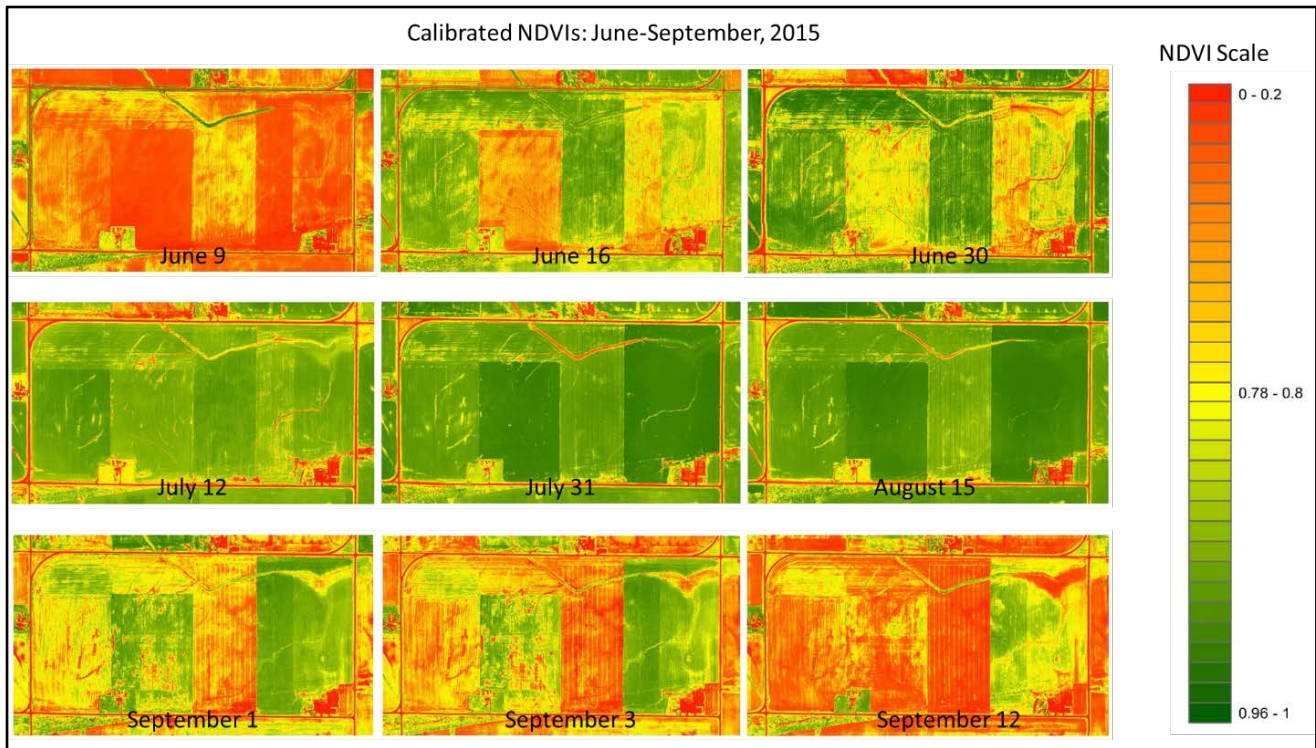 Calibrated NDVIs: June-September, 2015
NDVI Scale
0 - 0.2
0.78 - 0.8
0.96 - 1
June 9
June 16
June 30
July 12
July 31
August 15
September 1
September 3
September 12